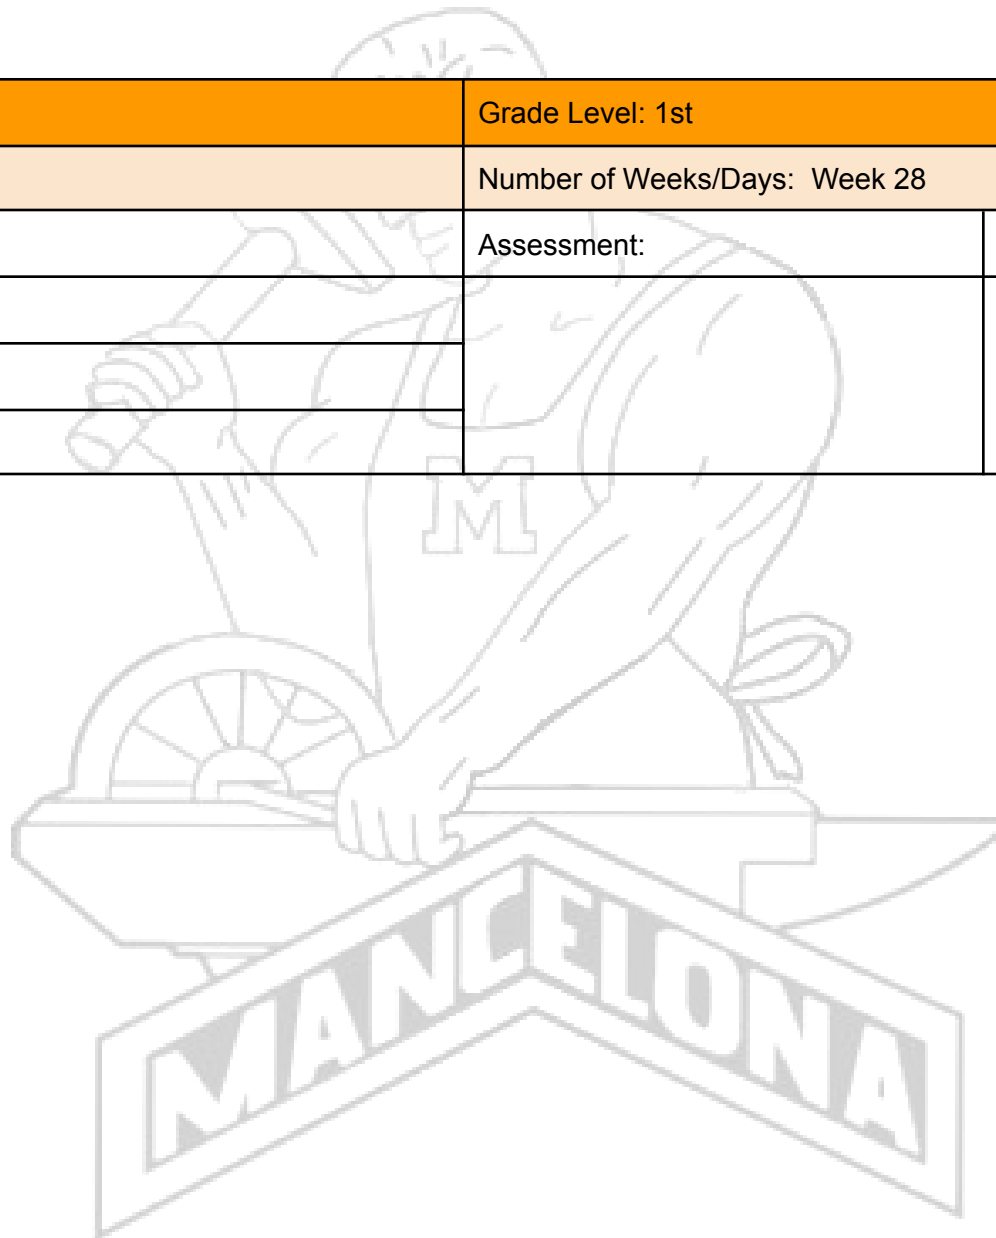 Grade Level: 1st
Number of Weeks/Days: Week 28
Assessment:
M
MANCELONA